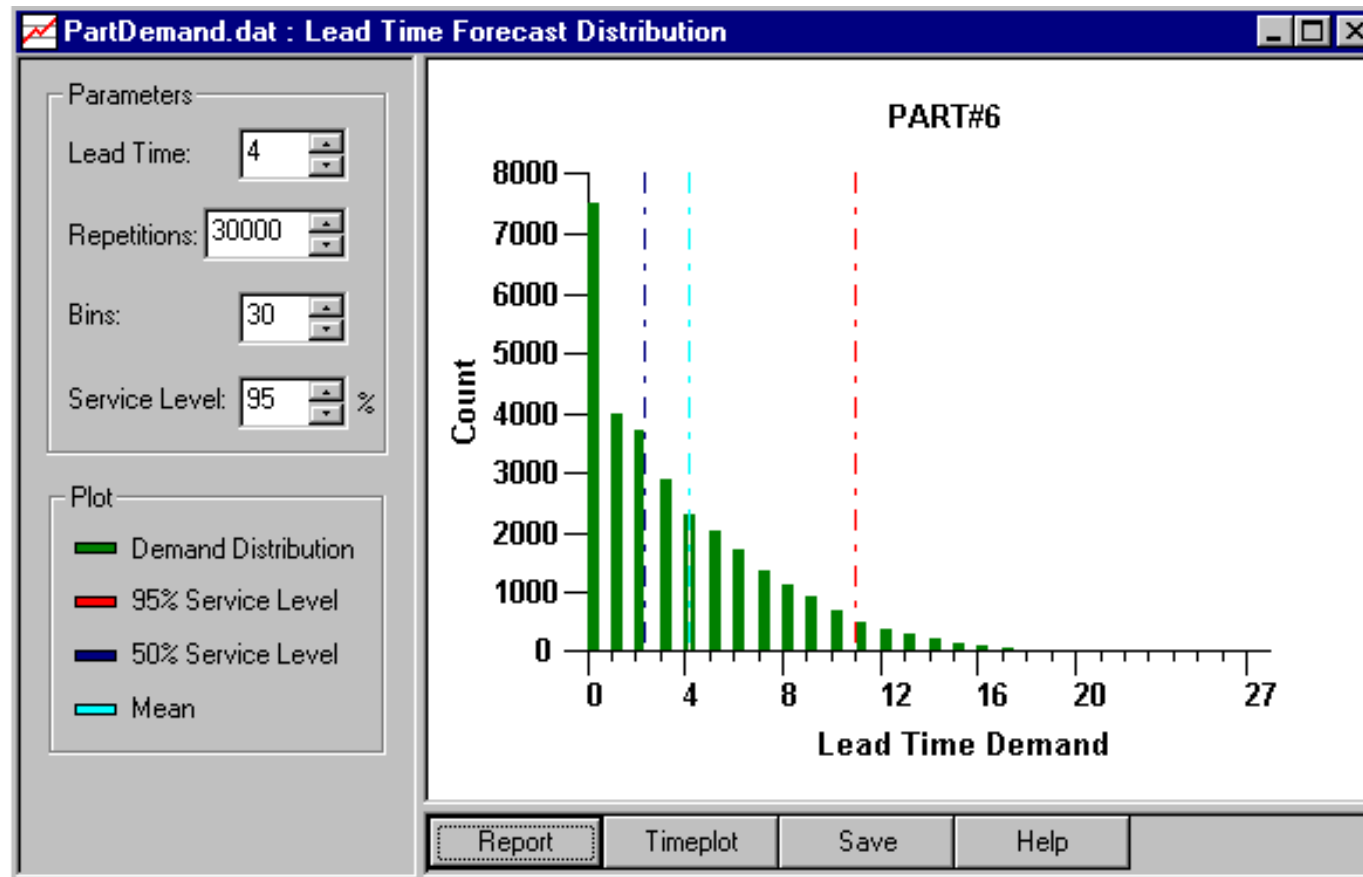 PartDemand.dat : Lead Time Forecast Distribution
Parameters
Lead Time: 4
Repetitions: 30000
Bins: 30
Service Level: 95 %
Plot
Demand Distribution
95% Service Level
50% Service Level
Mean
PART#6
Count
8000
7000
6000
5000
4000
3000
2000
1000
0
0 4 8 12 16 20 27
Lead Time Demand
Report Timeplot Save Help